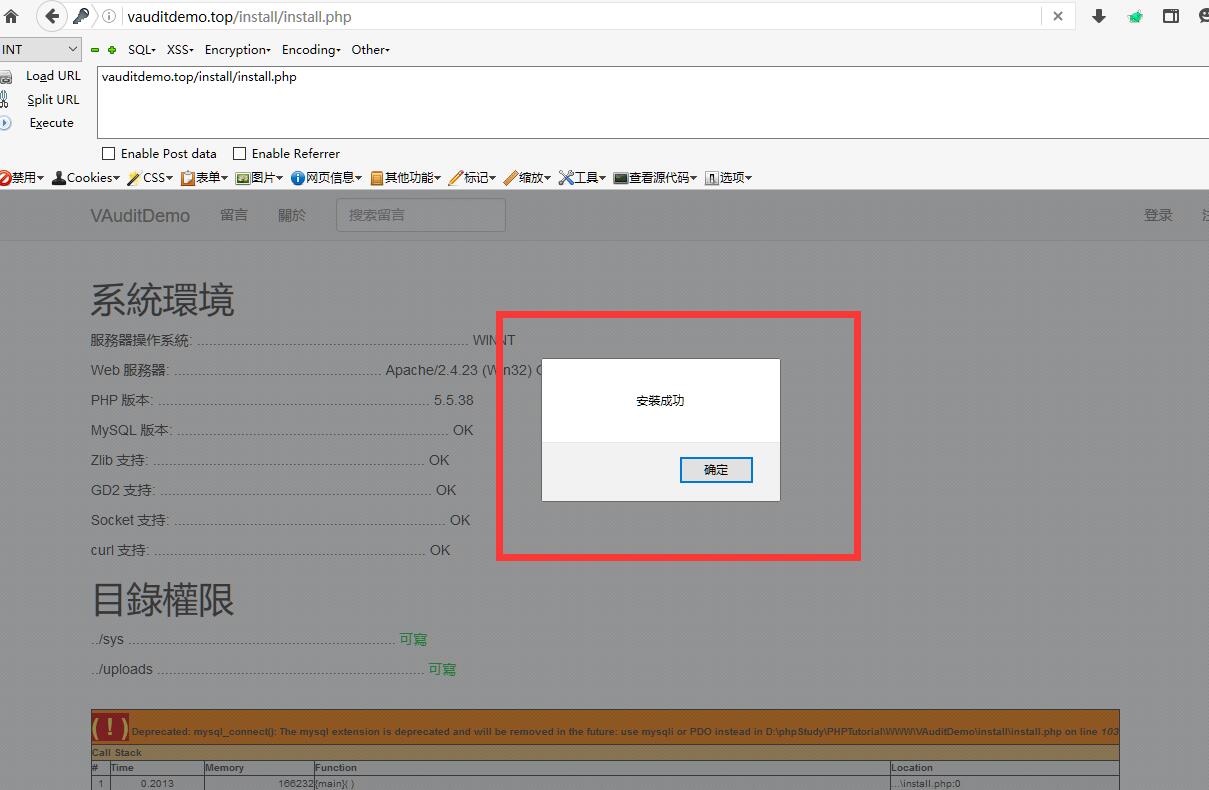 vauditdemo.top/install/install.php
INT SQL XSS Encryption Encoding Other
Load URL
Split URL
Execute
vauditdemo.top/install/install.php
Enable Post data Enable Referrer
禁用 Cookies CSS 表单 图片 网页信息 其他功能 标记 缩放 工具 查看源代码 选项
VAuditDemo 留言 關於 搜索留言 登录
系統環境
服務器操作系統: ........ WINNT
Web 服務器: ........ Apache/2.4.23 (Win32)
PHP 版本: ........ 5.5.38
MySQL 版本: ........ OK
Zlib 支持: ........ OK
GD2 支持: ........ OK
Socket 支持: ........ OK
curl 支持: ........ OK
安裝成功
确定
目錄權限
../sys ........ 可寫
../uploads ........ 可寫
( ! ) Deprecated: mysql_connect(): The mysql extension is deprecated and will be removed in the future: use mysqli or PDO instead in D:\phpStudy\PHPTutorial\WWW\VAuditDemo\install\install.php on line 103
Call Stack
# Time Memory Function Location
1 0.2013 166232 {main}( ) ...\install.php:0